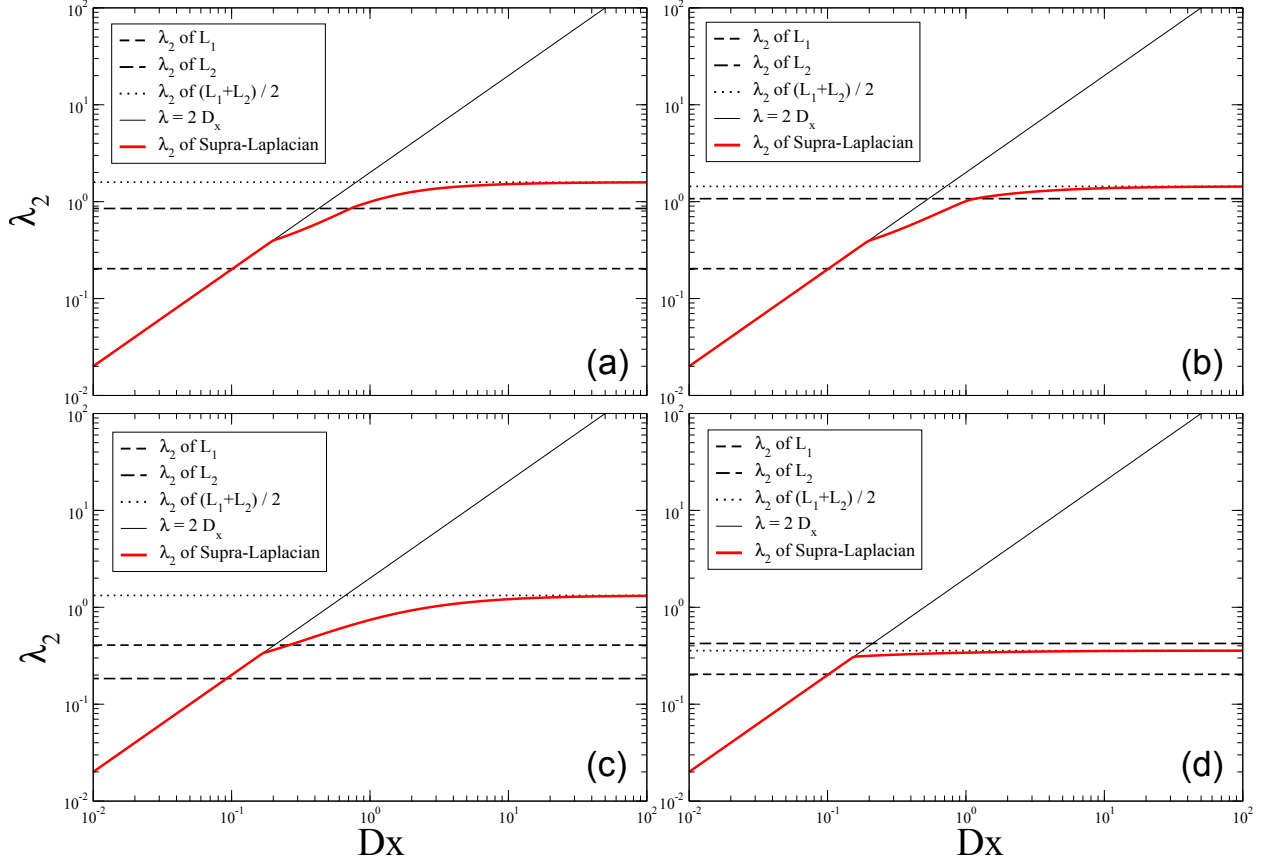 10²
10¹
10⁰
10⁻¹
10⁻²
λ₂
λ₂ of L₁
λ₂ of L₂
λ₂ of (L₁+L₂) / 2
λ = 2 Dₓ
λ₂ of Supra-Laplacian
(a)
10²
10¹
10⁰
10⁻¹
10⁻²
λ₂ of L₁
λ₂ of L₂
λ₂ of (L₁+L₂) / 2
λ = 2 Dₓ
λ₂ of Supra-Laplacian
(b)
10²
10¹
10⁰
10⁻¹
10⁻²
λ₂
λ₂ of L₁
λ₂ of L₂
λ₂ of (L₁+L₂) / 2
λ = 2 Dₓ
λ₂ of Supra-Laplacian
(c)
10⁻² 10⁻¹ 10⁰ 10¹ 10²
Dx
10²
10¹
10⁰
10⁻¹
10⁻²
λ₂ of L₁
λ₂ of L₂
λ₂ of (L₁+L₂) / 2
λ = 2 Dₓ
λ₂ of Supra-Laplacian
(d)
10⁻² 10⁻¹ 10⁰ 10¹ 10²
Dx